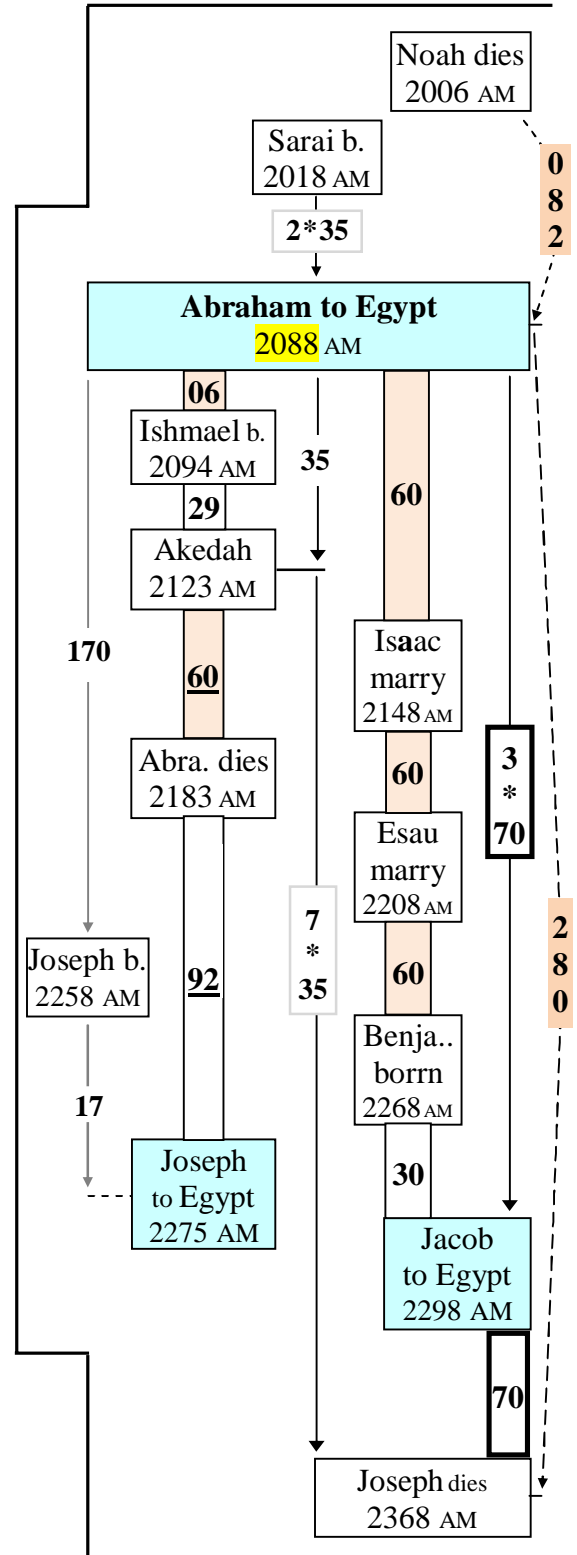 Noah dies
2006 AM
Sarai b.
2018 AM
0
8
2
2*35
Abraham to Egypt
2088 AM
06
Ishmael b.
2094 AM
35
60
29
Akedah
2123 AM
170
60
Isaac
marry
2148 AM
Abra. dies
2183 AM
60
3
*
70
Esau
marry
2208 AM
7
*
35
2
8
0
Joseph b.
2258 AM
92
60
Benja..
borrn
2268 AM
17
Joseph
to Egypt
2275 AM
30
Jacob
to Egypt
2298 AM
70
Joseph dies
2368 AM